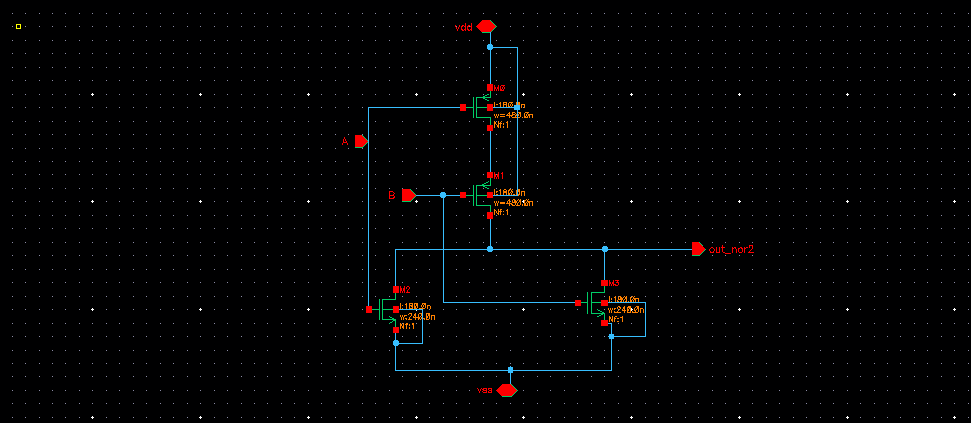 vdd
M0
l:180.0n
w=480.0n
Nf:1
A
M1
l:180.0n
w=480.0n
Nf:1
B
out_nor2
M2
l:180.0n
w:240.0n
Nf:1
M3
l:180.0n
w:240.0n
Nf:1
vss